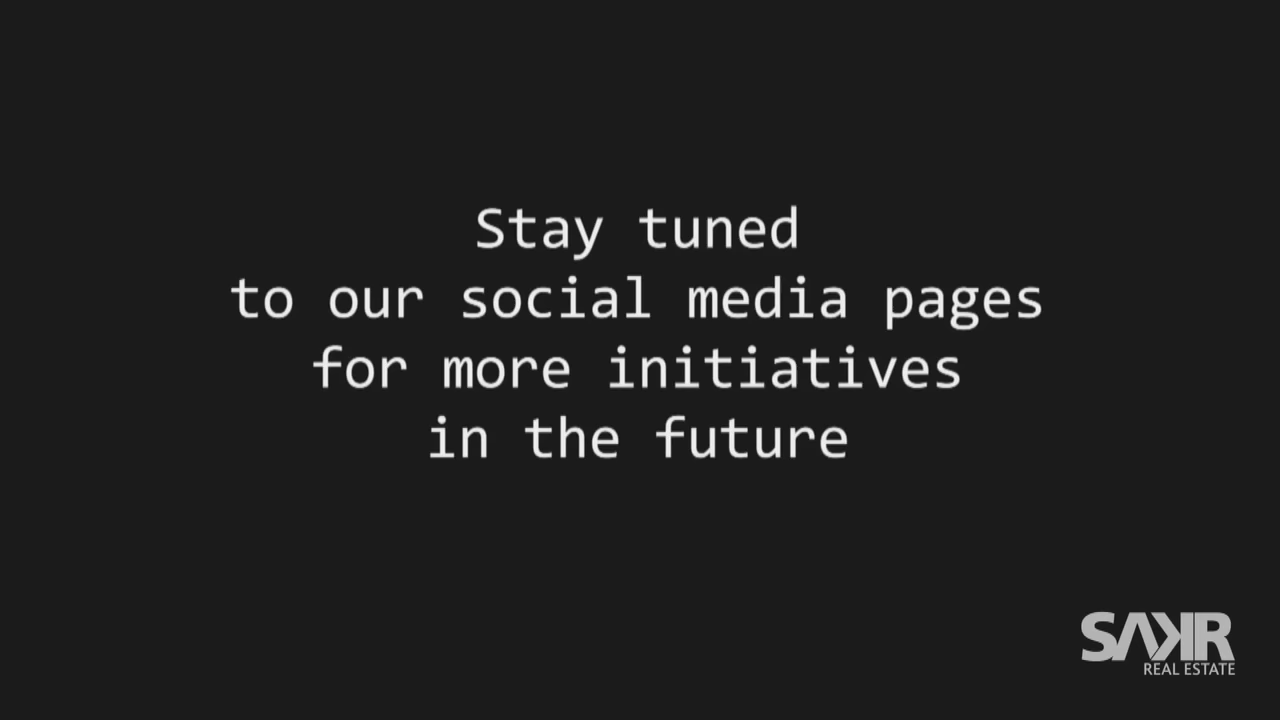 Stay tuned
to our social media pages
for more initiatives
in the future
SAKR
REAL ESTATE